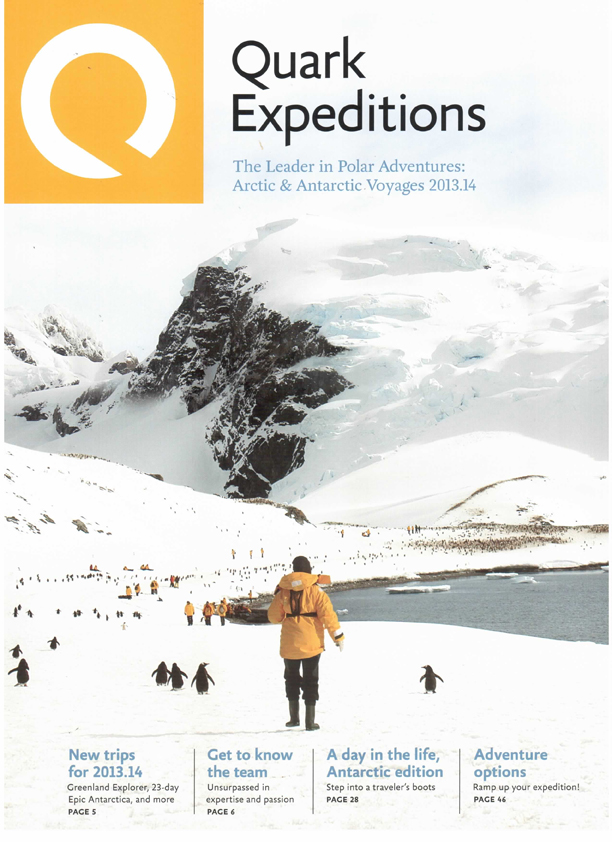 Quark
Expeditions
The Leader in Polar Adventures:
Arctic & Antarctic Voyages 2013.14
New trips
for 2013.14
Greenland Explorer, 23-day
Epic Antarctica, and more
PAGE 5
Get to know
the team
Unsurpassed in
expertise and passion
PAGE 6
A day in the life,
Antarctic edition
Step into a traveler's boots
PAGE 28
Adventure
options
Ramp up your expedition!
PAGE 46